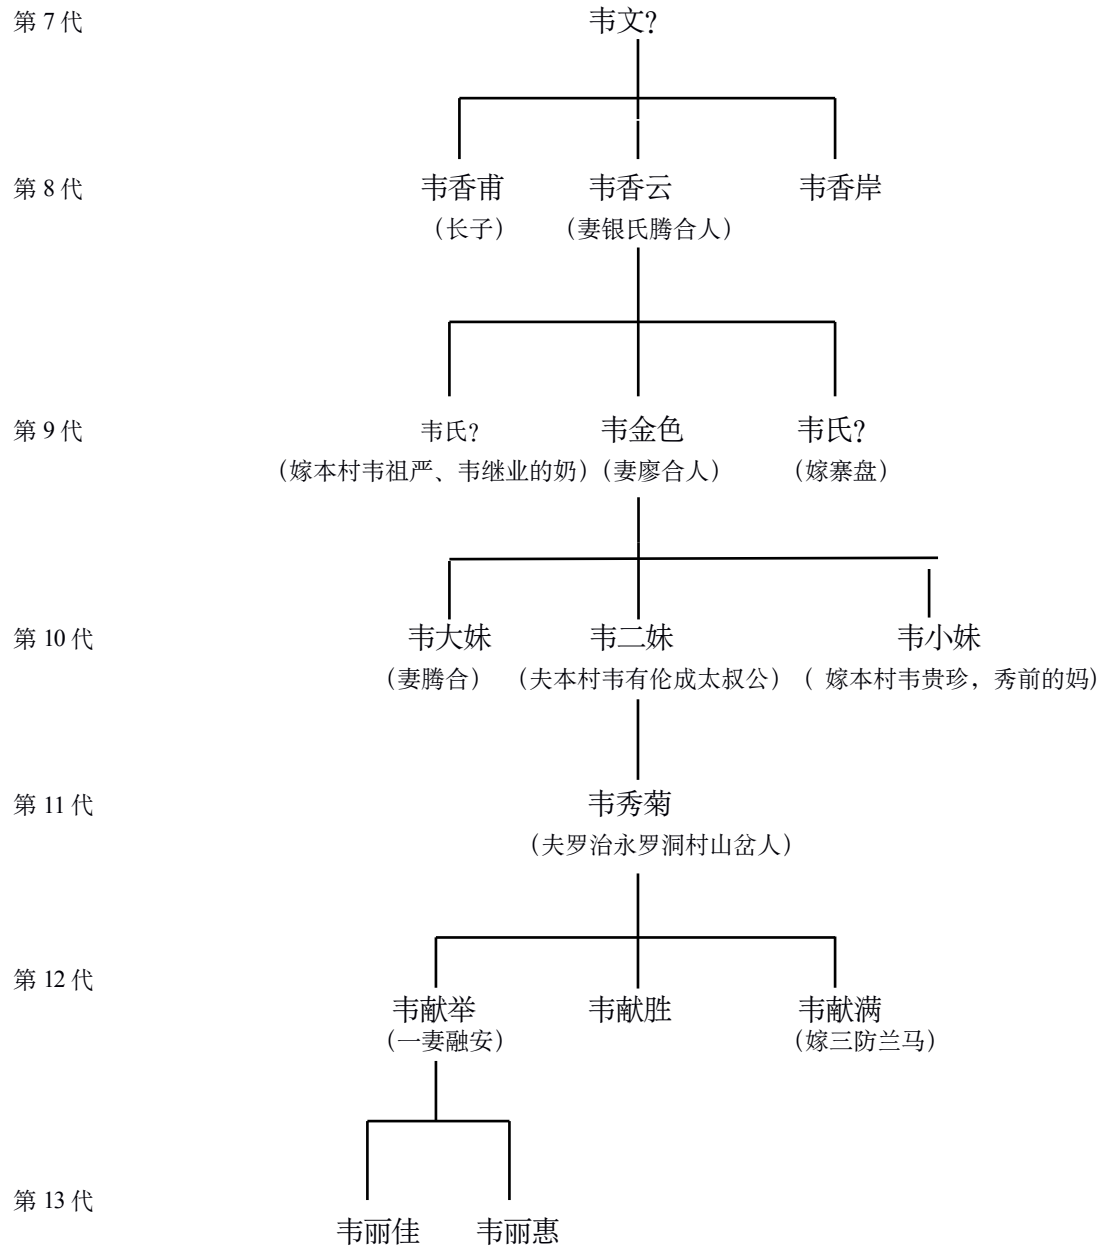 第 7 代 韦文?
第 8 代 韦香甫 韦香云 韦香岸
（长子） （妻银氏腾合人）
第 9 代 韦氏? 韦金色 韦氏?
（嫁本村韦祖严、韦继业的奶）（妻廖合人） （嫁寨盘）
第 10 代 韦大妹 韦二妹 韦小妹
（妻腾合） （夫本村韦有伦成太叔公） （ 嫁本村韦贵珍，秀前的妈)
第 11 代 韦秀菊
（夫罗治永罗洞村山岔人）
第 12 代
韦献举 韦献胜 韦献满
（一妻融安） （嫁三防兰马）
第 13 代
韦丽佳 韦丽惠